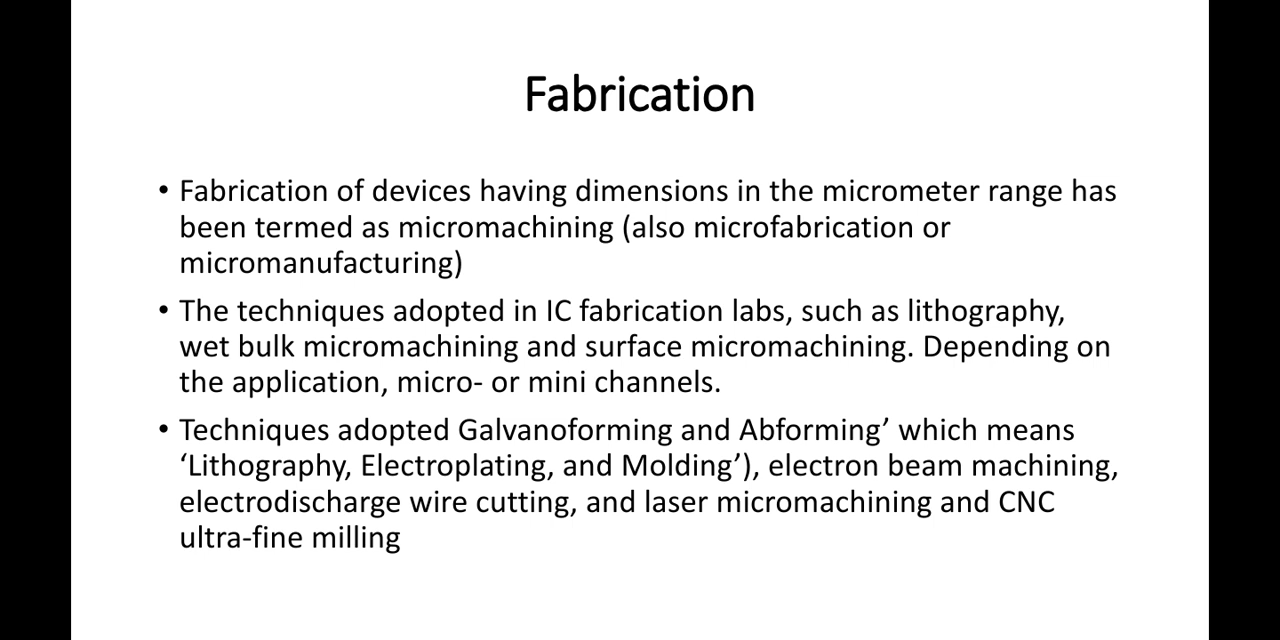 Fabrication
• Fabrication of devices having dimensions in the micrometer range has
been termed as micromachining (also microfabrication or
micromanufacturing)
• The techniques adopted in IC fabrication labs, such as lithography,
wet bulk micromachining and surface micromachining. Depending on
the application, micro- or mini channels.
• Techniques adopted Galvanoforming and Abforming’ which means
‘Lithography, Electroplating, and Molding’), electron beam machining,
electrodischarge wire cutting, and laser micromachining and CNC
ultra-fine milling